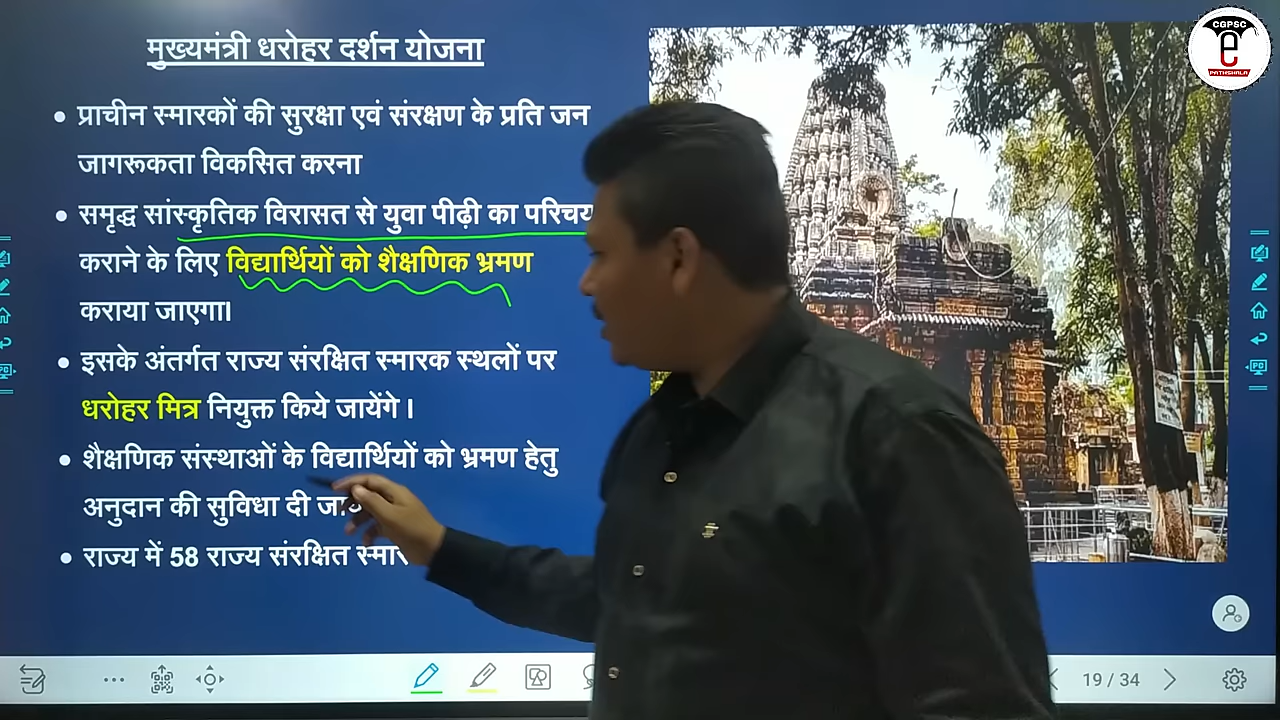 मुख्यमंत्री धरोहर दर्शन योजना
• प्राचीन स्मारकों की सुरक्षा एवं संरक्षण के प्रति जन
जागरूकता विकसित करना
• समृद्ध सांस्कृतिक विरासत से युवा पीढ़ी का परिचय
कराने के लिए विद्यार्थियों को शैक्षणिक भ्रमण
कराया जाएगा।
• इसके अंतर्गत राज्य संरक्षित स्मारक स्थलों पर
धरोहर मित्र नियुक्त किये जायेंगे ।
• शैक्षणिक संस्थाओं के विद्यार्थियों को भ्रमण हेतु
अनुदान की सुविधा दी
• राज्य में 58 राज्य संरक्षित
19 / 34
CGPSC
e
PATHSHALA